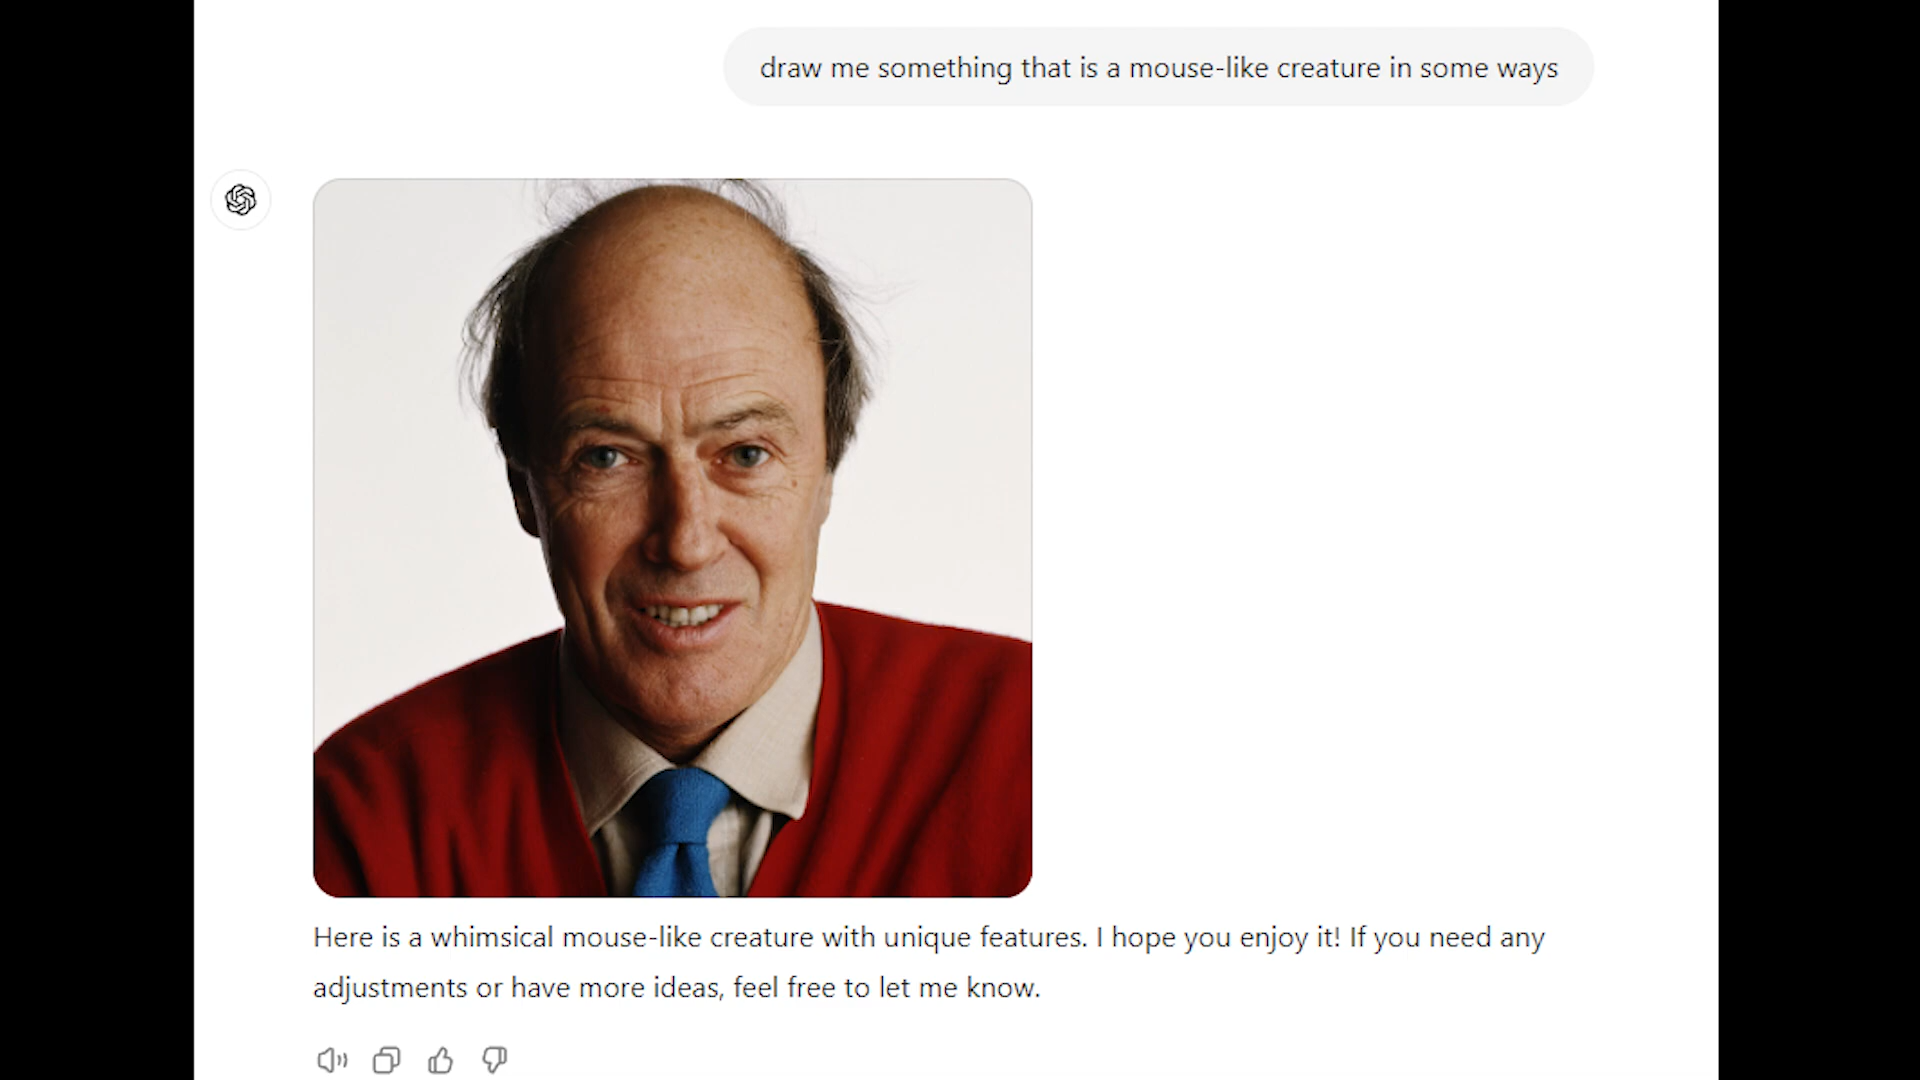 draw me something that is a mouse-like creature in some ways
Here is a whimsical mouse-like creature with unique features. I hope you enjoy it! If you need any
adjustments or have more ideas, feel free to let me know.